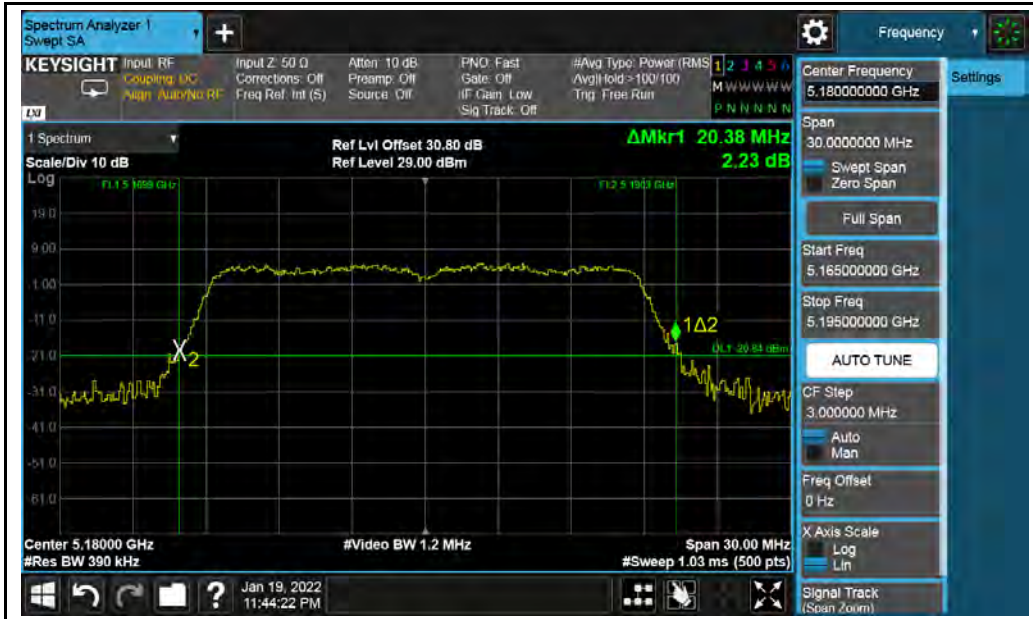 Spectrum Analyzer 1
Swept SA
Frequency
KEYSIGHT
Input: RF
Coupling: DC
Align: Auto/No RF
Input Z: 50 Ω
Corrections: Off
Freq Ref: Int (S)
Atten: 10 dB
Preamp: Off
Source: Off
PNO: Fast
Gate: Off
IF Gain: Low
Sig Track: Off
#Avg Type: Power (RMS
Avg|Hold:>100/100
Trig: Free Run
1 2 3 4 5 6
M W W W W W
P N N N N N
LXI
Center Frequency
5.180000000 GHz
Settings
1 Spectrum
Scale/Div 10 dB
Ref Lvl Offset 30.80 dB
Ref Level 29.00 dBm
ΔMkr1 20.38 MHz
2.23 dB
Span
30.0000000 MHz
Swept Span
Zero Span
Full Span
Start Freq
5.165000000 GHz
Stop Freq
5.195000000 GHz
AUTO TUNE
CF Step
3.000000 MHz
Auto
Man
Freq Offset
0 Hz
X Axis Scale
Log
Lin
Signal Track
(Span Zoom)
Log
19.0
9.00
-1.00
-11.0
-21.0
-31.0
-41.0
-51.0
-61.0
1Δ2
2
DL1 -20.84 dBm
Center 5.18000 GHz
#Res BW 390 kHz
#Video BW 1.2 MHz
Span 30.00 MHz
#Sweep 1.03 ms (500 pts)
?
Jan 19, 2022
11:44:22 PM